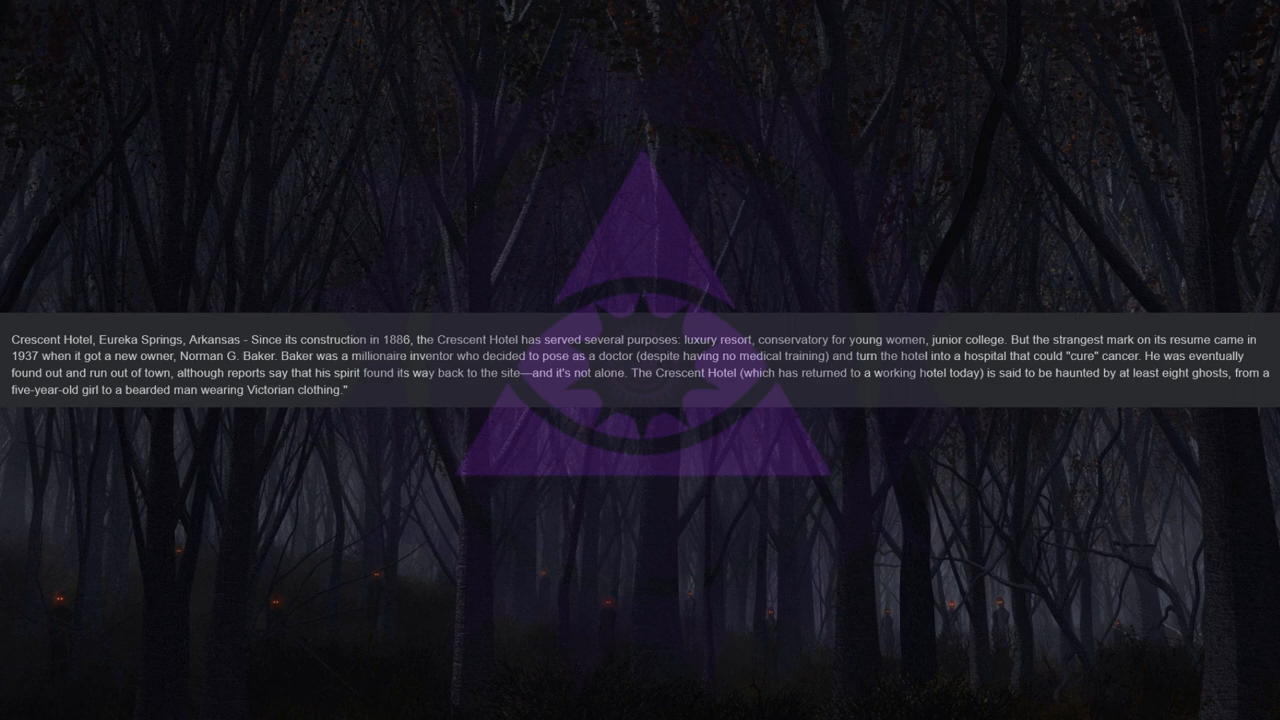 Crescent Hotel, Eureka Springs, Arkansas - Since its construction in 1886, the Crescent Hotel has served several purposes: luxury resort, conservatory for young women, junior college. But the strangest mark on its resume came in
1937 when it got a new owner, Norman G. Baker. Baker was a millionaire inventor who decided to pose as a doctor (despite having no medical training) and turn the hotel into a hospital that could "cure" cancer. He was eventually
found out and run out of town, although reports say that his spirit found its way back to the site—and it's not alone. The Crescent Hotel (which has returned to a working hotel today) is said to be haunted by at least eight ghosts, from a
five-year-old girl to a bearded man wearing Victorian clothing."